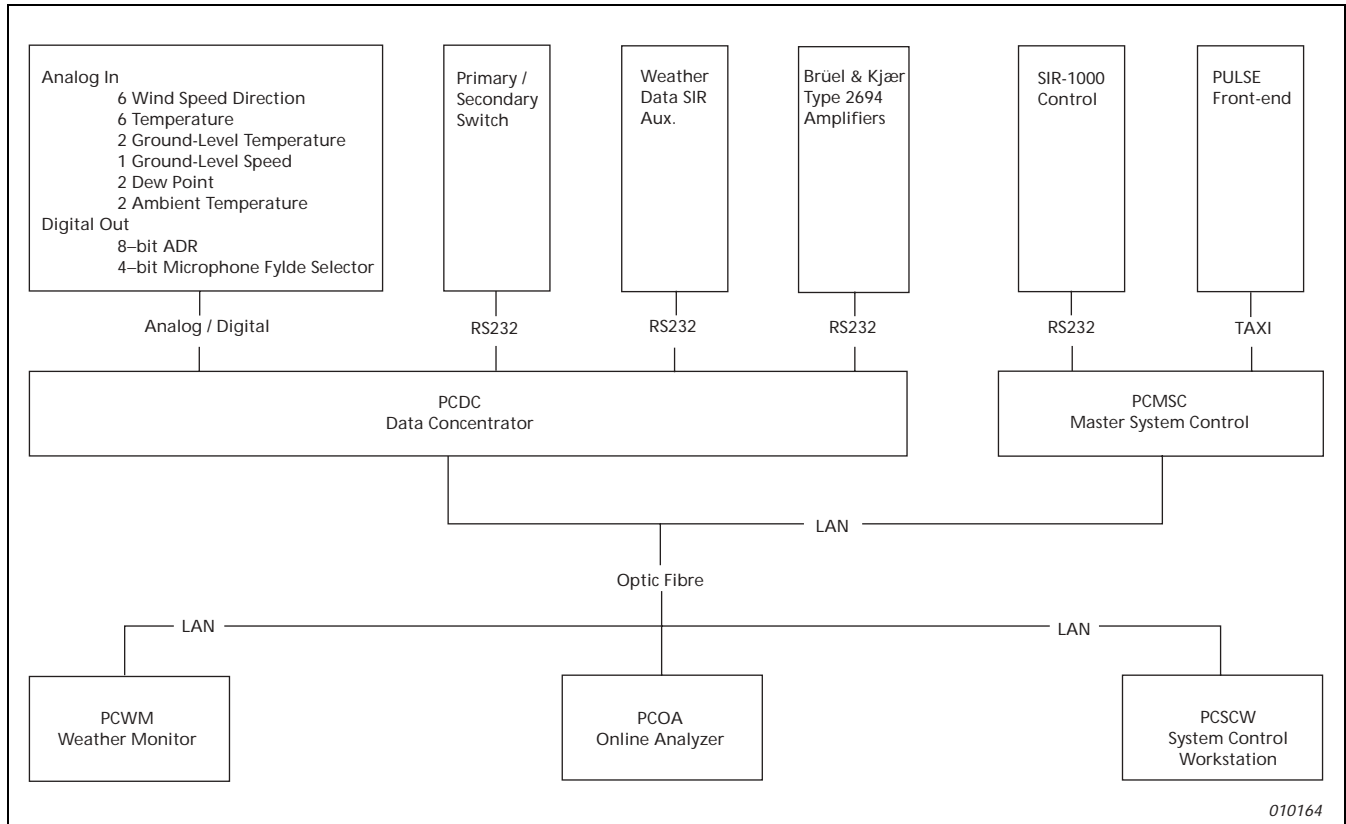 Analog In
6 Wind Speed Direction
6 Temperature
2 Ground-Level Temperature
1 Ground-Level Speed
2 Dew Point
2 Ambient Temperature
Digital Out
8–bit ADR
4–bit Microphone Fylde Selector
Primary /
Secondary
Switch
Weather
Data SIR
Aux.
Brüel & Kjær
Type 2694
Amplifiers
SIR-1000
Control
PULSE
Front-end
Analog / Digital
RS232
RS232
RS232
RS232
TAXI
PCDC
Data Concentrator
PCMSC
Master System Control
LAN
Optic Fibre
LAN
LAN
PCWM
Weather Monitor
PCOA
Online Analyzer
PCSCW
System Control
Workstation
010164